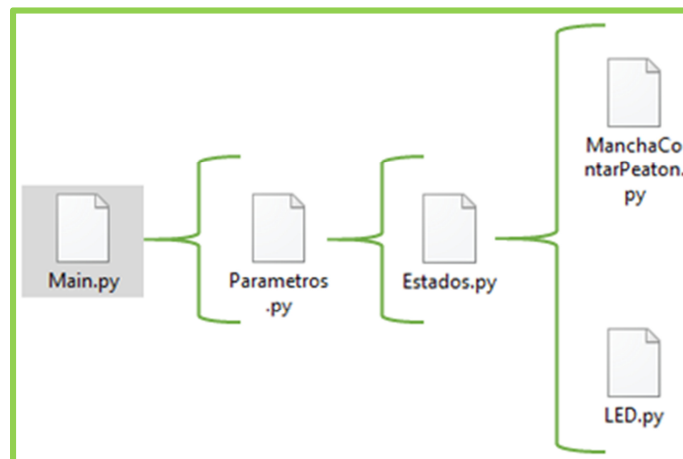 Main.py
Parametros
.py
Estados.py
ManchaCo
ntarPeaton.
py
LED.py